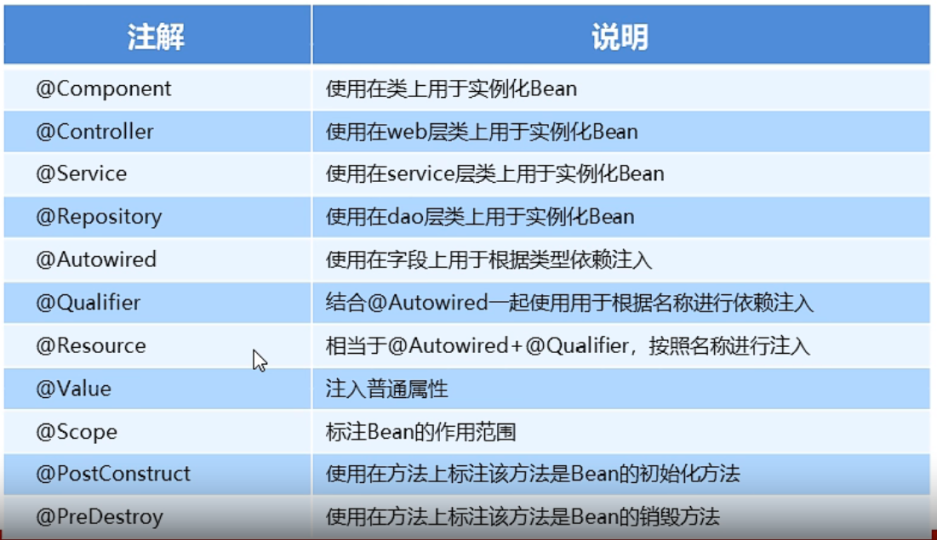 注解 说明
@Component 使用在类上用于实例化Bean
@Controller 使用在web层类上用于实例化Bean
@Service 使用在service层类上用于实例化Bean
@Repository 使用在dao层类上用于实例化Bean
@Autowired 使用在字段上用于根据类型依赖注入
@Qualifier 结合@Autowired一起使用用于根据名称进行依赖注入
@Resource 相当于@Autowired+@Qualifier，按照名称进行注入
@Value 注入普通属性
@Scope 标注Bean的作用范围
@PostConstruct 使用在方法上标注该方法是Bean的初始化方法
@PreDestroy 使用在方法上标注该方法是Bean的销毁方法